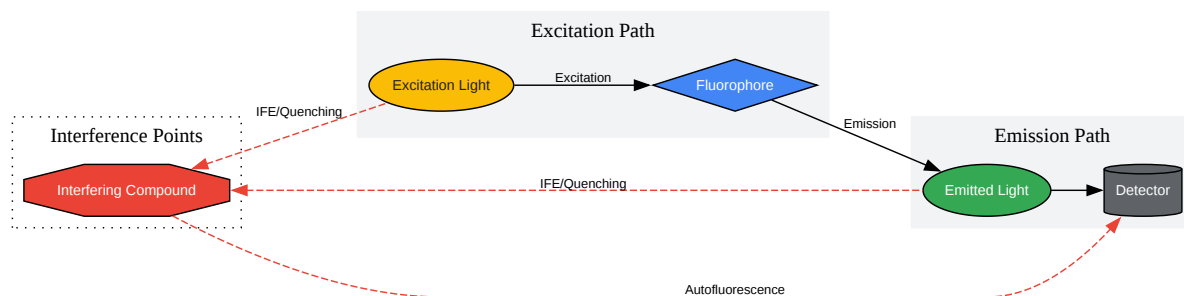 Excitation Path
Excitation Light
Excitation
Fluorophore
IFE/Quenching
Emission
Interference Points
Emission Path
Interfering Compound
IFE/Quenching
Emitted Light
Detector
Autofluorescence